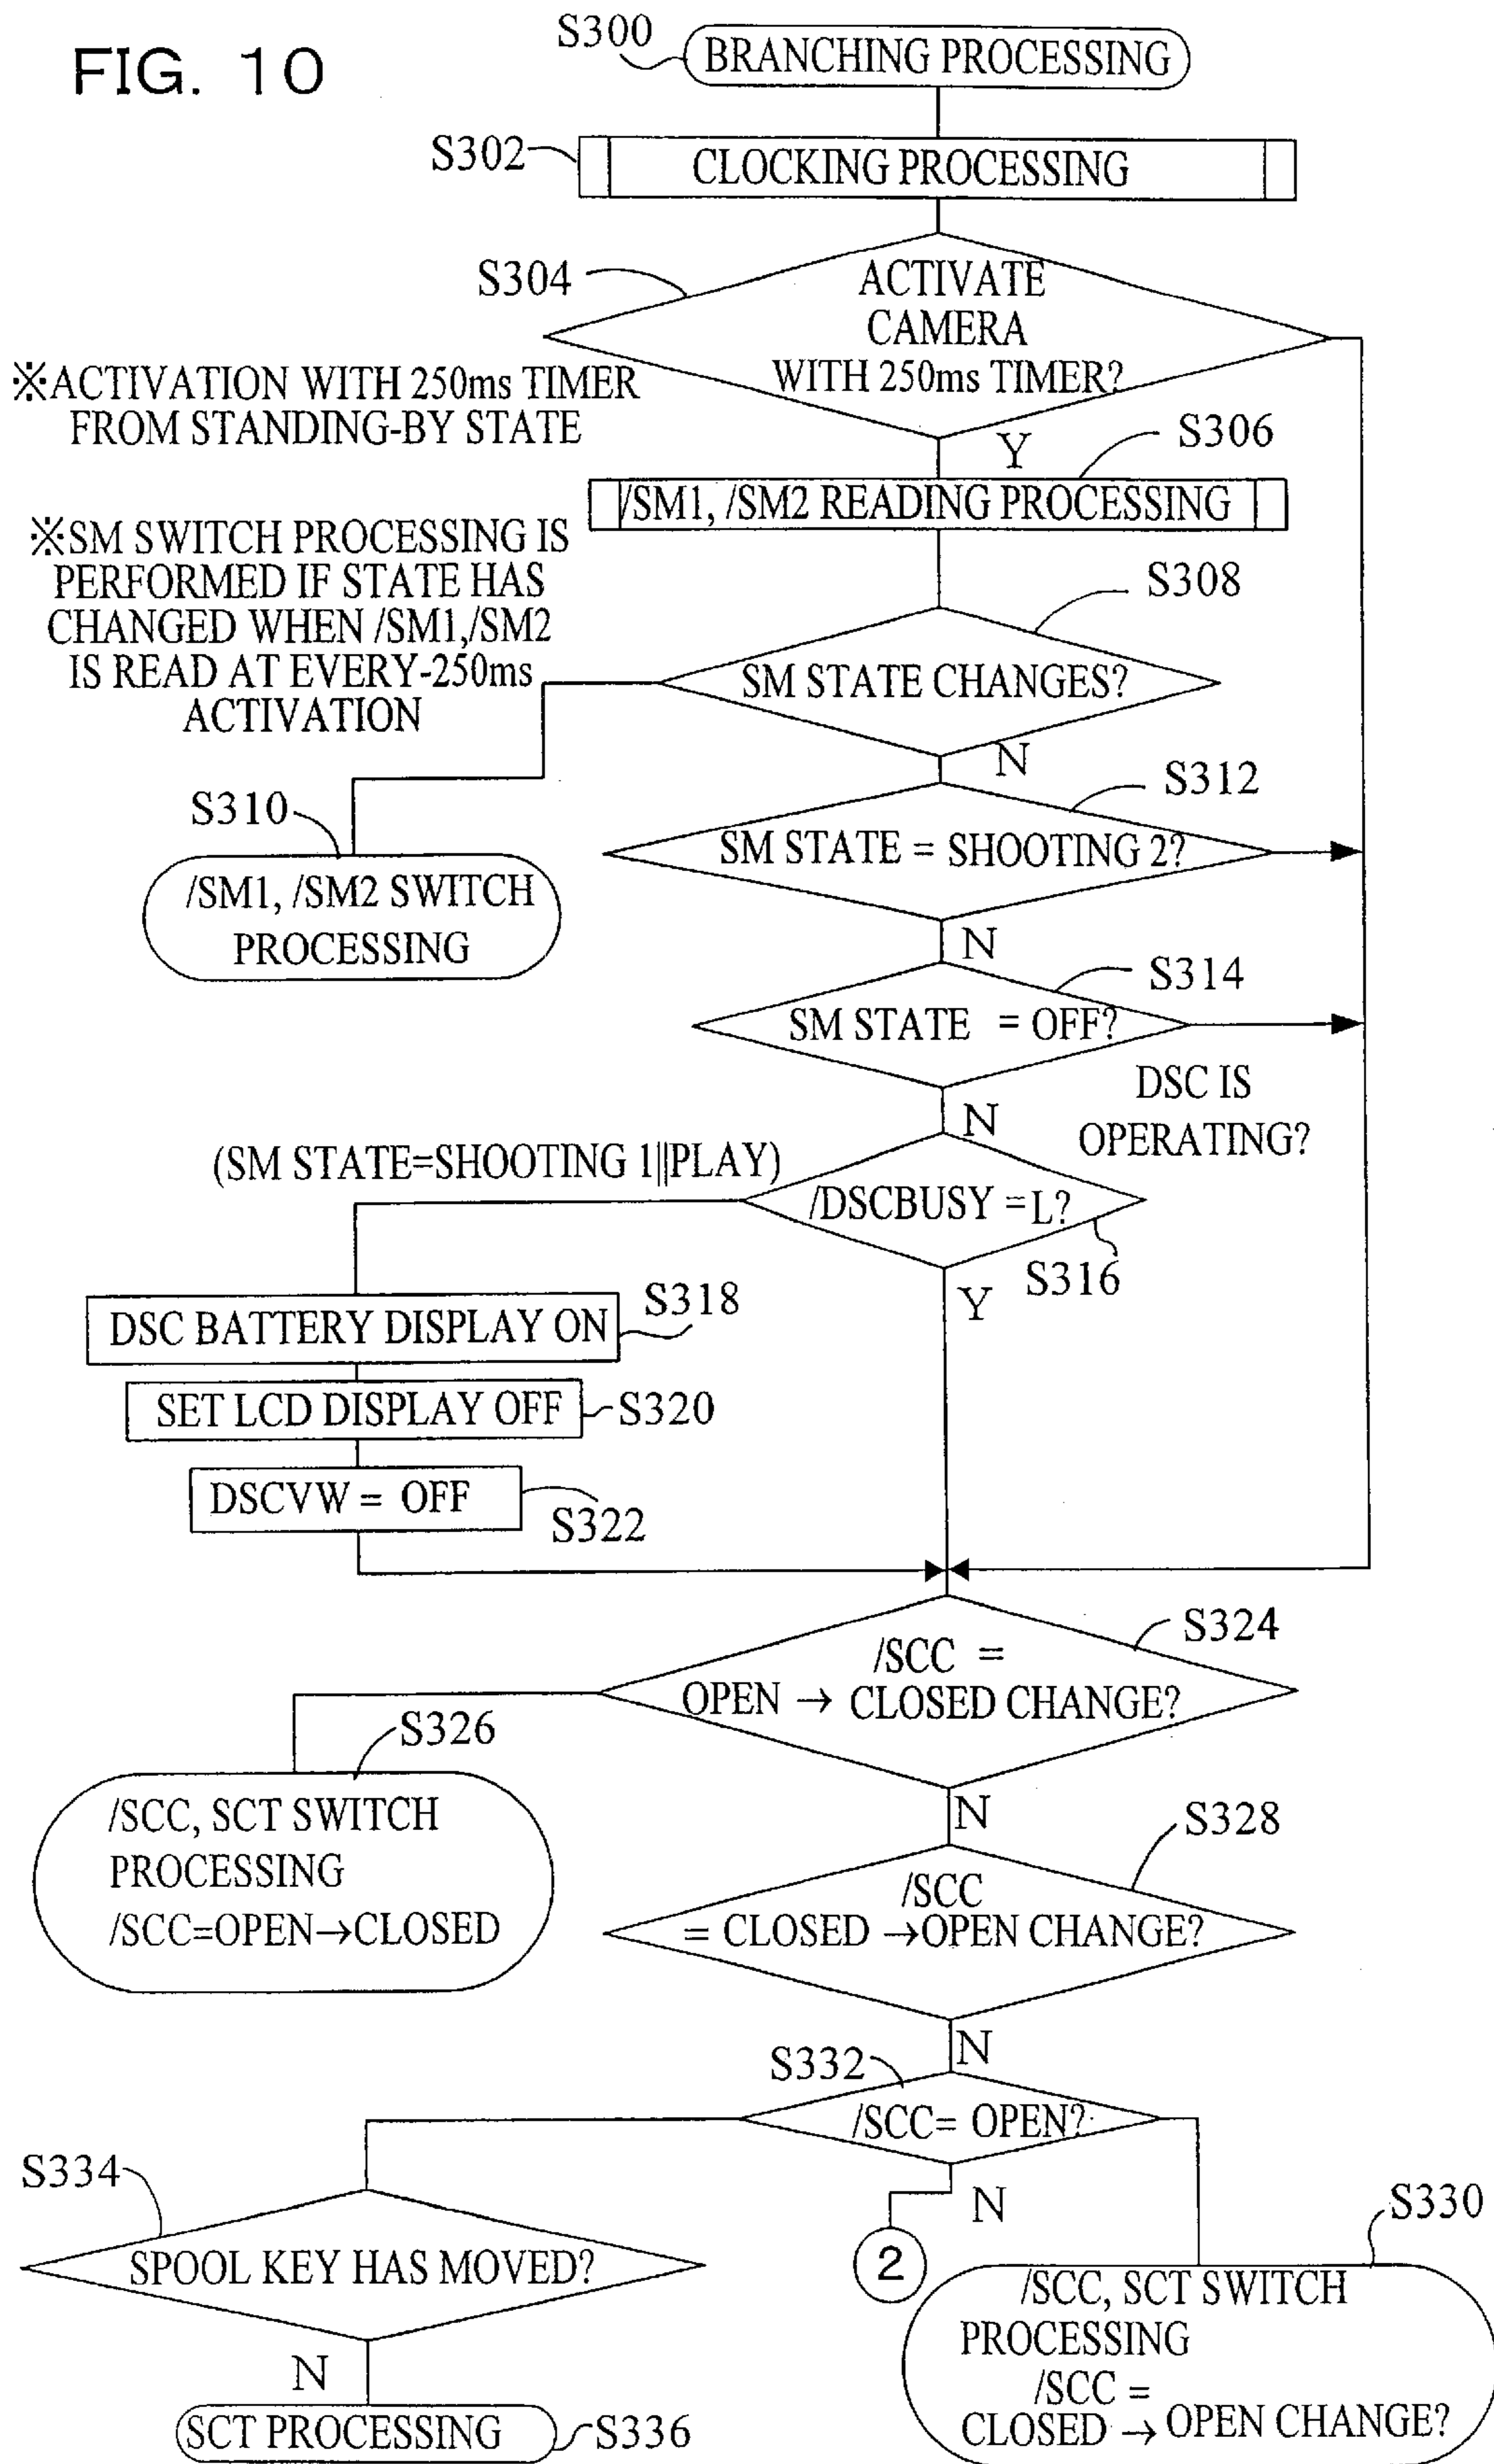 FIG. 10
S300
BRANCHING PROCESSING
S302
CLOCKING PROCESSING
S304
ACTIVATE
CAMERA
WITH 250ms TIMER?
※ACTIVATION WITH 250ms TIMER
FROM STANDING-BY STATE
Y
S306
/SM1, /SM2 READING PROCESSING
※SM SWITCH PROCESSING IS
PERFORMED IF STATE HAS
CHANGED WHEN /SM1,/SM2
IS READ AT EVERY-250ms
ACTIVATION
S308
SM STATE CHANGES?
N
S310
/SM1, /SM2 SWITCH
PROCESSING
S312
SM STATE = SHOOTING 2?
N
S314
SM STATE = OFF?
N
DSC IS
OPERATING?
(SM STATE=SHOOTING 1||PLAY)
/DSCBUSY =L?
S316
Y
DSC BATTERY DISPLAY ON
S318
SET LCD DISPLAY OFF
S320
DSCVW = OFF
S322
S324
/SCC =
OPEN → CLOSED CHANGE?
N
S326
/SCC, SCT SWITCH
PROCESSING
/SCC=OPEN→CLOSED
S328
/SCC
= CLOSED →OPEN CHANGE?
N
S332
/SCC= OPEN?
N
2
S334
SPOOL KEY HAS MOVED?
N
SCT PROCESSING
S336
S330
/SCC, SCT SWITCH
PROCESSING
/SCC =
CLOSED → OPEN CHANGE?